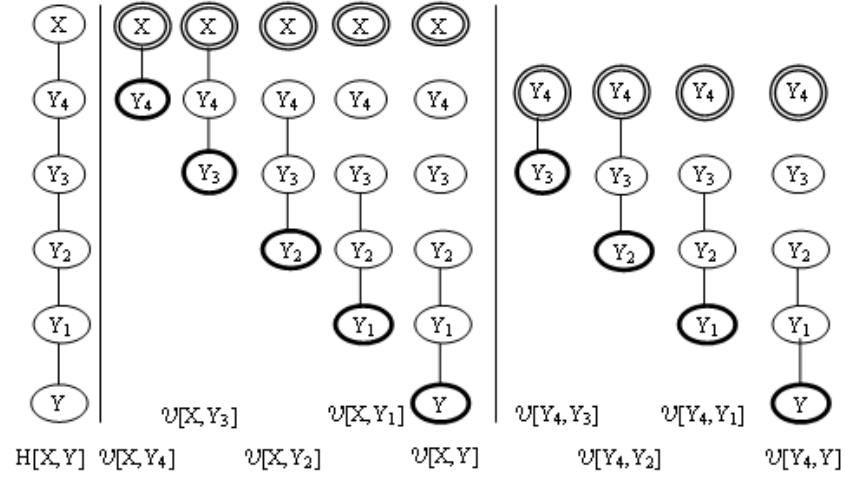 X X X X X X
Y₄ Y₄ Y₄ Y₄ Y₄ Y₄ Y₄ Y₄ Y₄ Y₄
Y₃ Y₃ Y₃ Y₃ Y₃ Y₃ Y₃ Y₃ Y₃
Y₂ Y₂ Y₂ Y₂ Y₂ Y₂ Y₂
Y₁ Y₁ Y₁ Y₁ Y₁
Y Y Y
υ[X,Y₃] υ[X,Y₁] υ[Y₄,Y₃] υ[Y₄,Y₁]
H[X,Y] υ[X,Y₄] υ[X,Y₂] υ[X,Y] υ[Y₄,Y₂] υ[Y₄,Y]